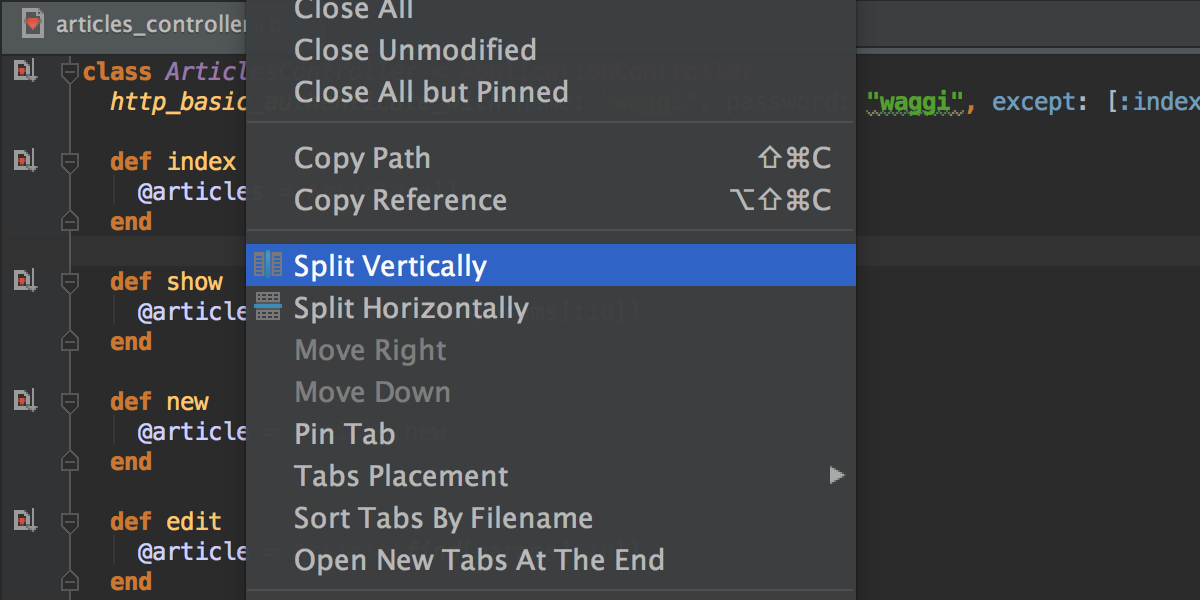 articles_controller.rb
Close All
Close Unmodified
Close All but Pinned
Copy Path ⇧⌘C
Copy Reference ⌥⇧⌘C
Split Vertically
Split Horizontally
Move Right
Move Down
Pin Tab
Tabs Placement
Sort Tabs By Filename
Open New Tabs At The End
class
http_basic "waggi", except: [:index
def index
@articles
end
def show
@article
end
def new
@article
end
def edit
@article
end